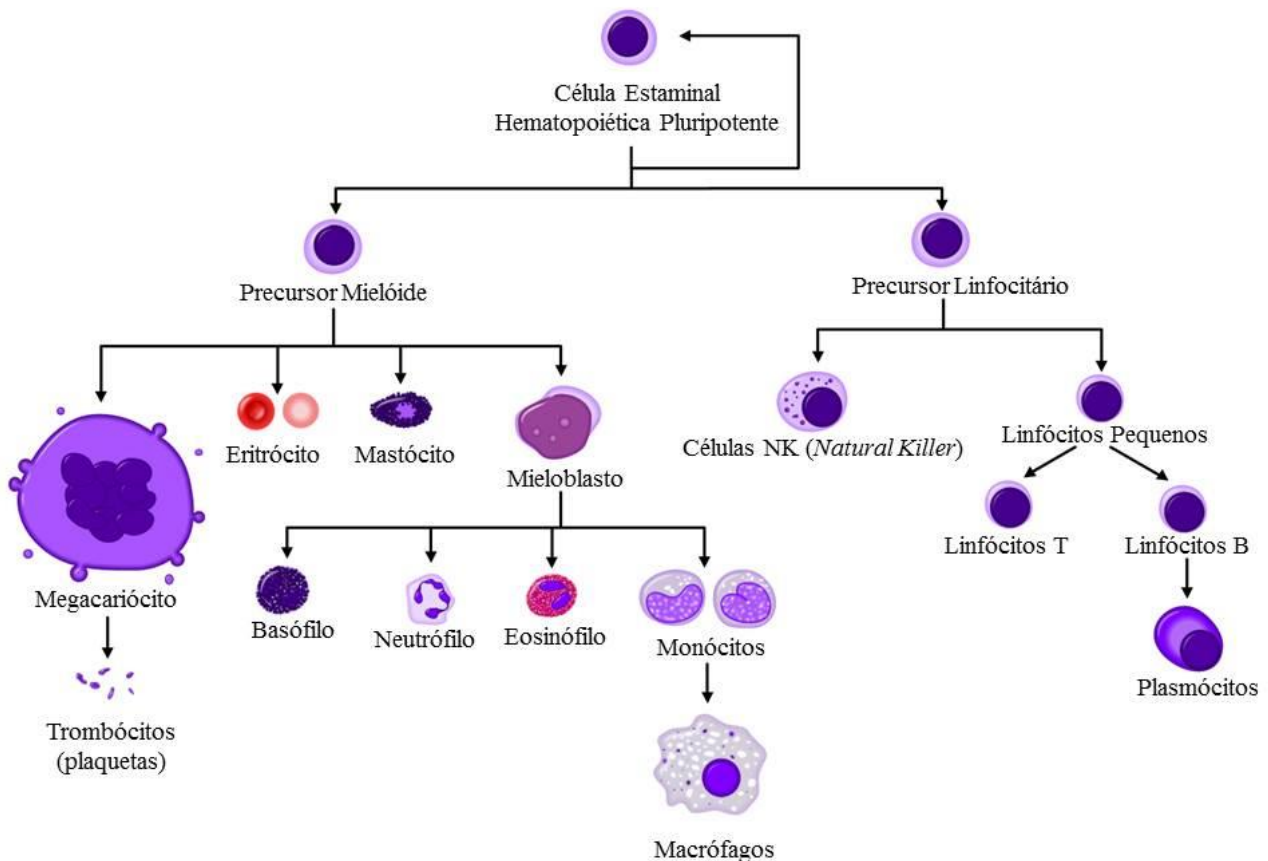 Célula Estaminal
Hematopoiética Pluripotente
Precursor Mielóide
Precursor Linfocitário
Eritrócito
Mastócito
Mieloblasto
Células NK (Natural Killer)
Linfócitos Pequenos
Linfócitos T
Linfócitos B
Megacariócito
Basófilo
Neutrófilo
Eosinófilo
Monócitos
Plasmócitos
Trombócitos
(plaquetas)
Macrófagos